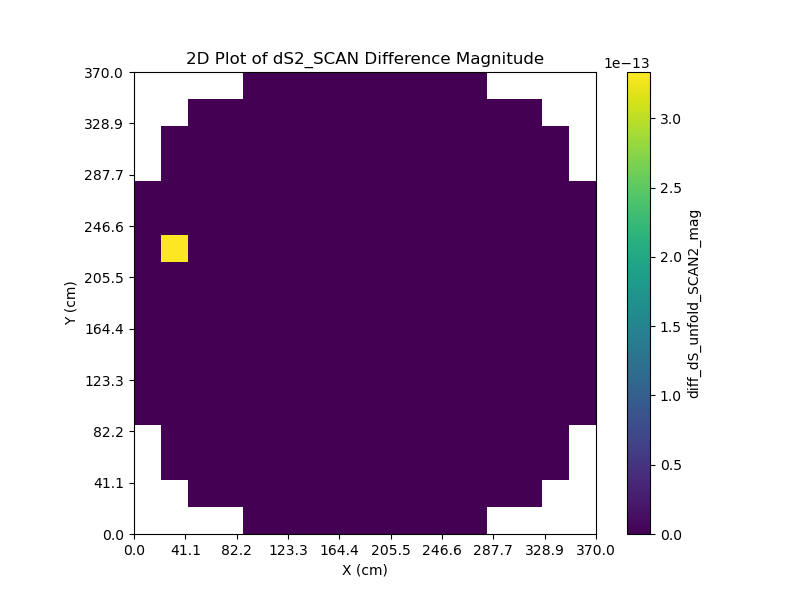 2D Plot of dS2_SCAN Difference Magnitude
1e−13
370.0
328.9
287.7
246.6
205.5
164.4
123.3
82.2
41.1
0.0
Y (cm)
0.0 41.1 82.2 123.3 164.4 205.5 246.6 287.7 328.9 370.0
X (cm)
3.0
2.5
2.0
1.5
1.0
0.5
0.0
diff_dS_unfold_SCAN2_mag